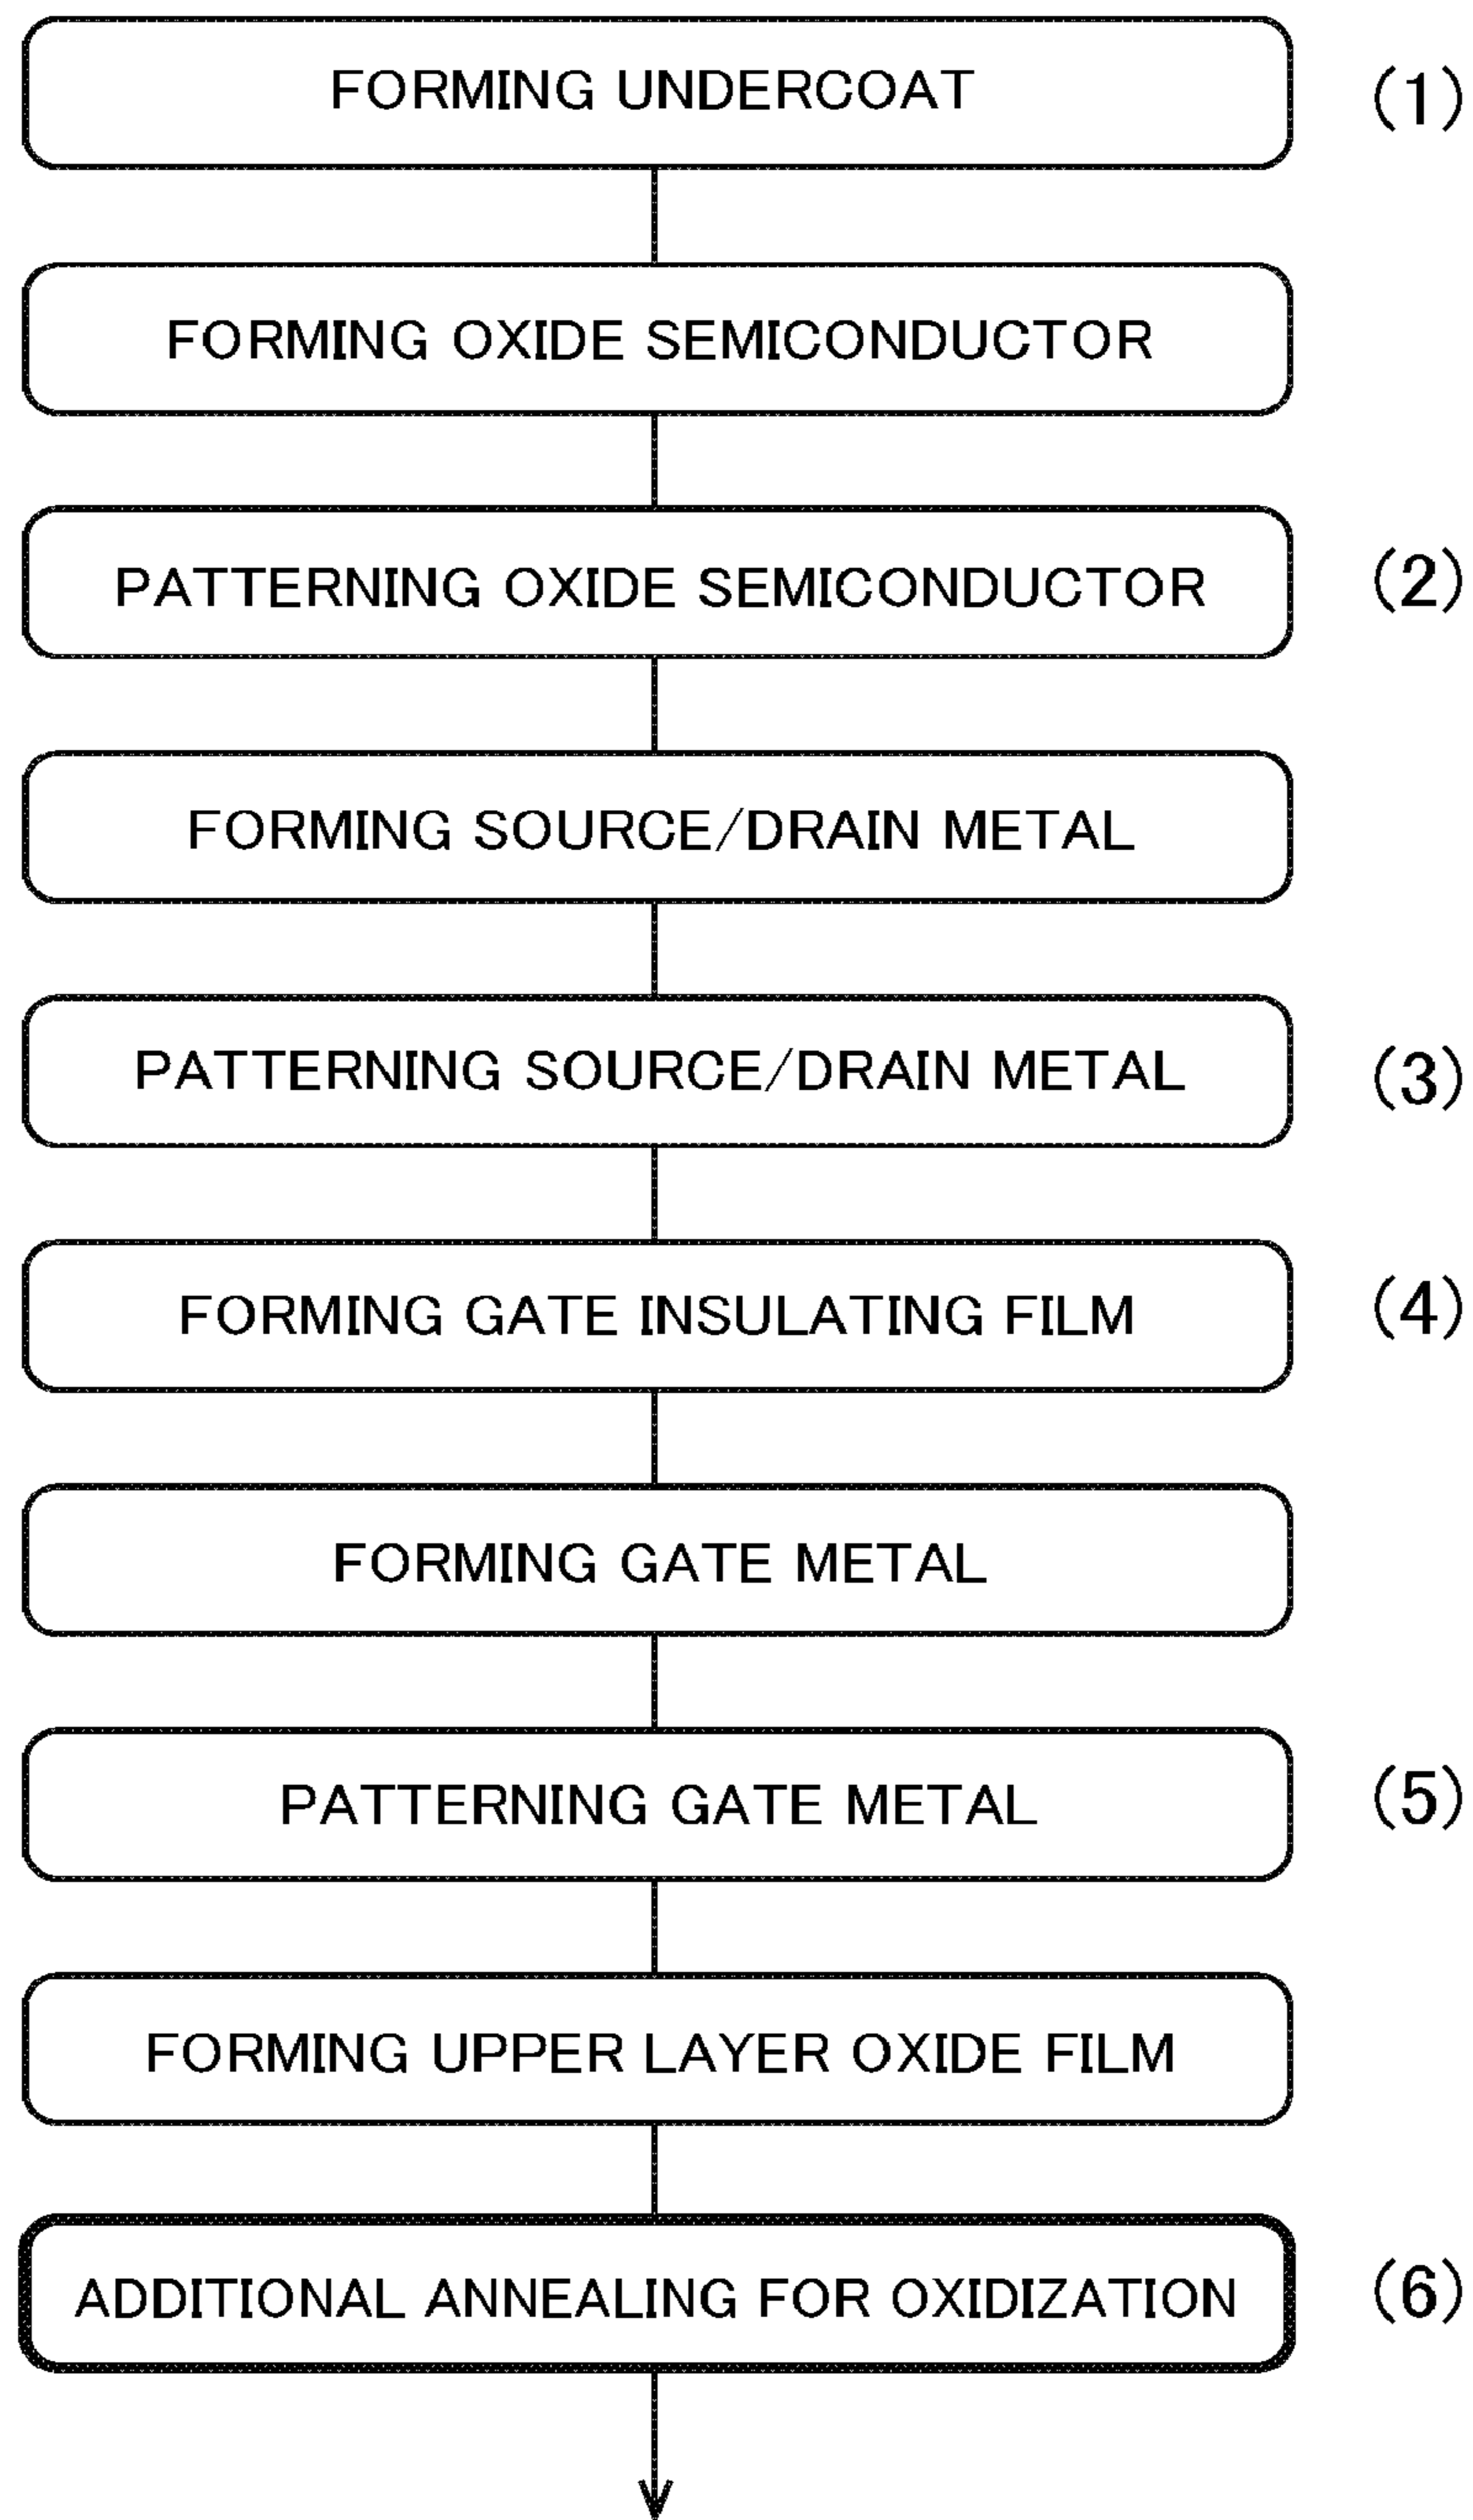 FORMING UNDERCOAT (1)
FORMING OXIDE SEMICONDUCTOR
PATTERNING OXIDE SEMICONDUCTOR (2)
FORMING SOURCE/DRAIN METAL
PATTERNING SOURCE/DRAIN METAL (3)
FORMING GATE INSULATING FILM (4)
FORMING GATE METAL
PATTERNING GATE METAL (5)
FORMING UPPER LAYER OXIDE FILM
ADDITIONAL ANNEALING FOR OXIDIZATION (6)